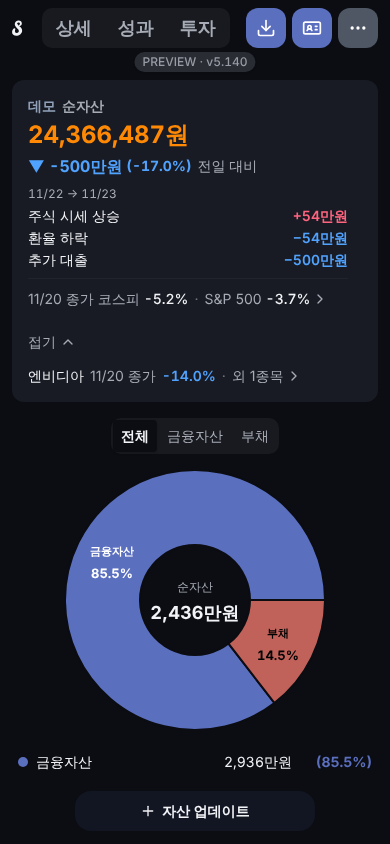 상세 성과 투자
PREVIEW · v5.140
데모 순자산
24,366,487원
▼ -500만원 (-17.0%) 전일 대비
11/22 → 11/23
주식 시세 상승 +54만원
환율 하락 −54만원
추가 대출 −500만원
11/20 종가 코스피 -5.2% · S&P 500 -3.7% >
접기 ^
엔비디아 11/20 종가 -14.0% · 외 1종목 >
전체 금융자산 부채
금융자산
85.5%
순자산
2,436만원
부채
14.5%
금융자산 2,936만원 (85.5%)
+ 자산 업데이트